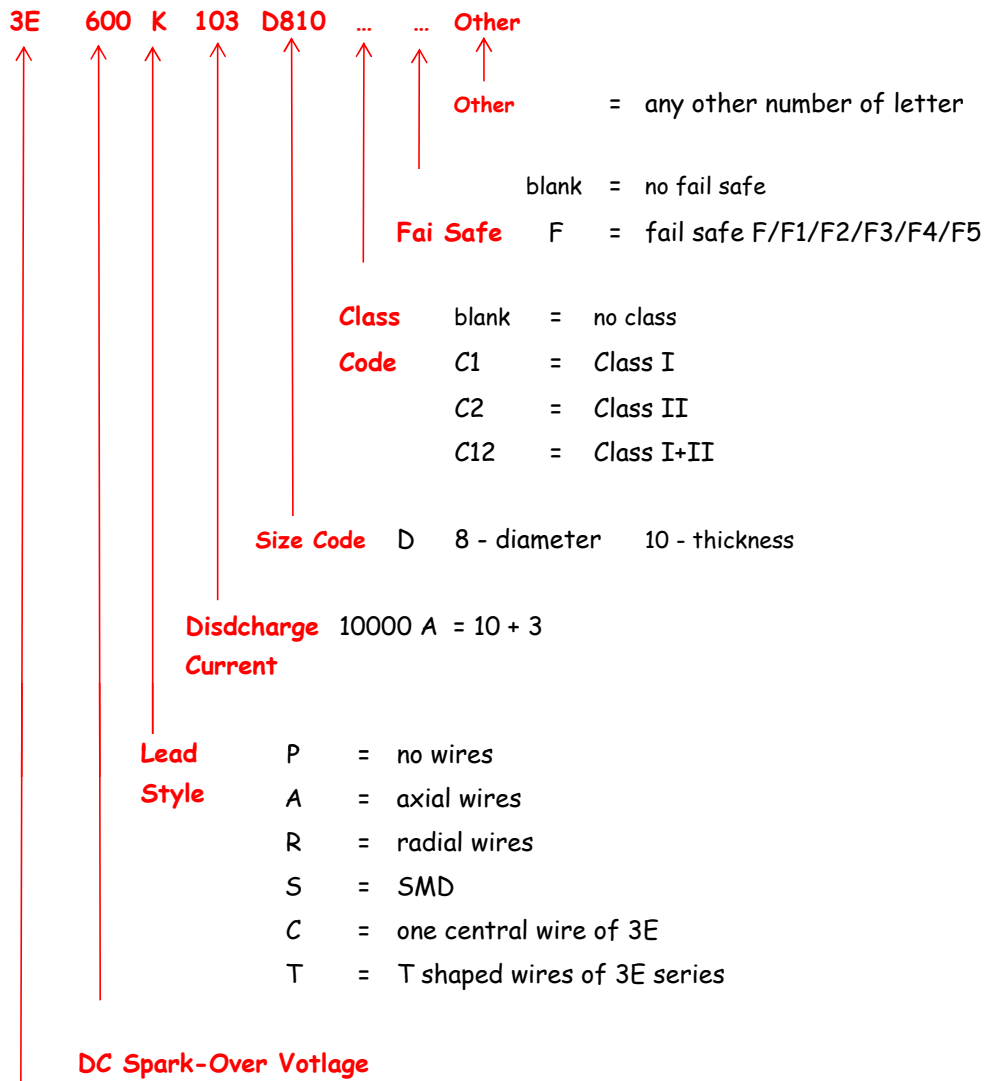 3E 600 K 103 D810 … … Other
Other = any other number of letter
blank = no fail safe
Fai Safe F = fail safe F/F1/F2/F3/F4/F5
Class blank = no class
Code C1 = Class I
C2 = Class II
C12 = Class I+II
Size Code D 8 - diameter 10 - thickness
Disdcharge 10000 A = 10 + 3
Current
Lead P = no wires
Style A = axial wires
R = radial wires
S = SMD
C = one central wire of 3E
T = T shaped wires of 3E series
DC Spark-Over Votlage